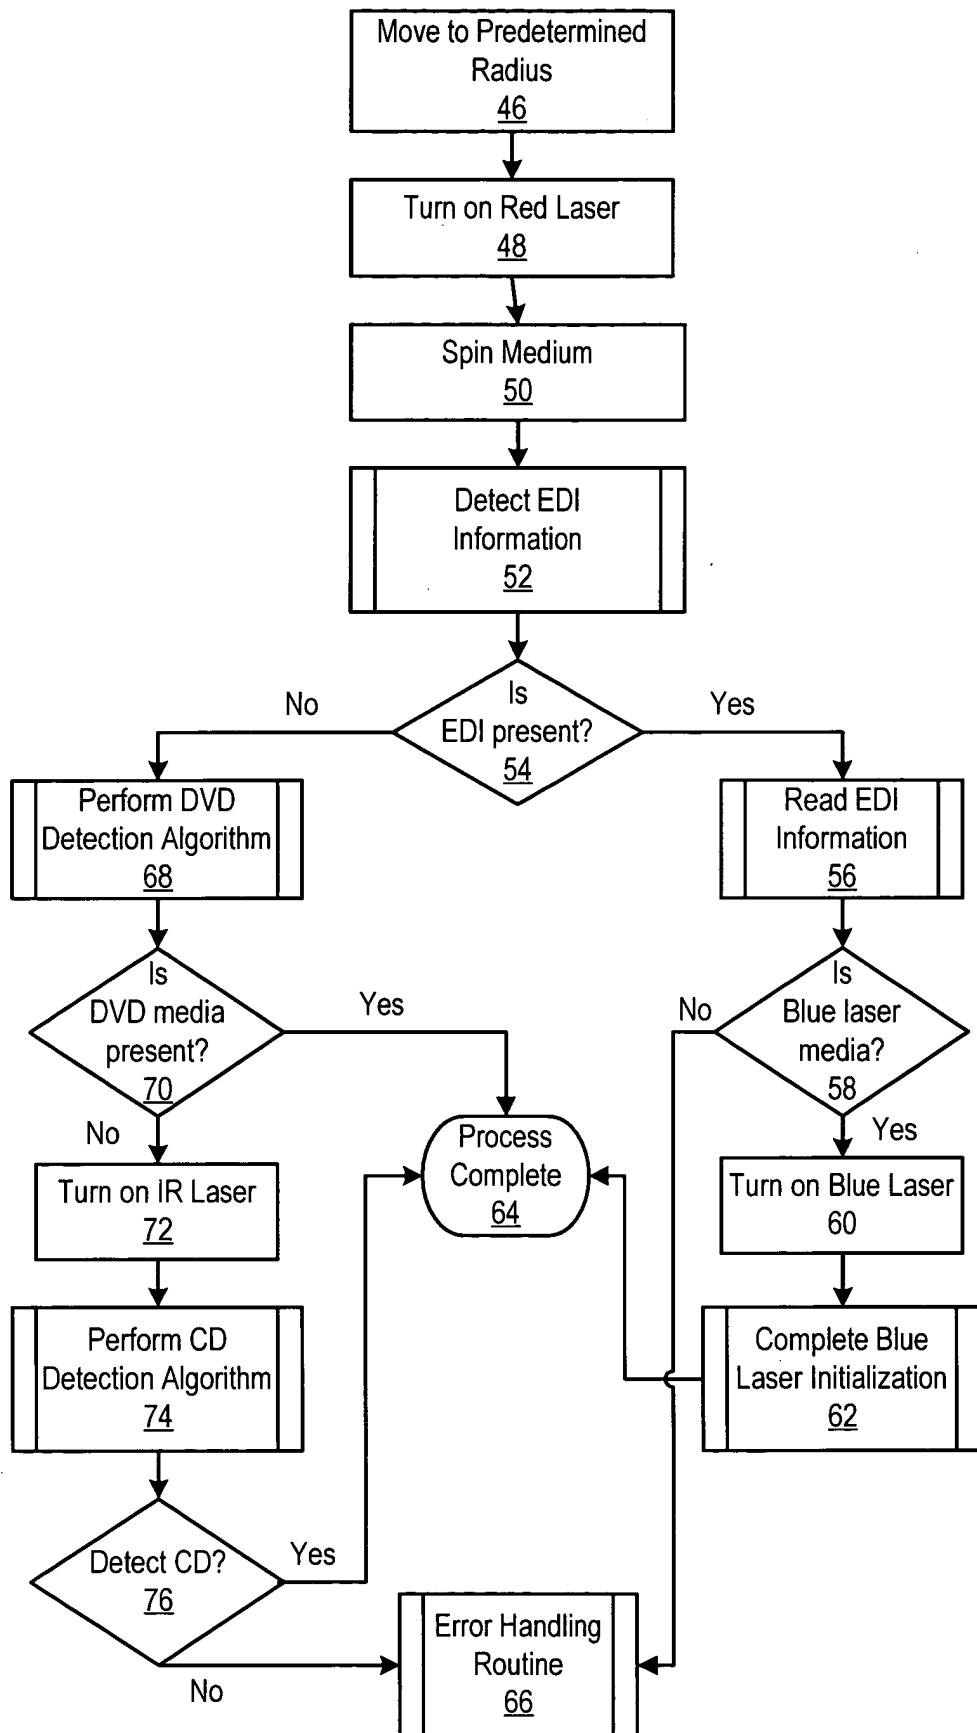 Move to Predetermined
Radius
46
Turn on Red Laser
48
Spin Medium
50
Detect EDI
Information
52
Is
EDI present?
54
No
Yes
Perform DVD
Detection Algorithm
68
Read EDI
Information
56
Is
DVD media
present?
70
Yes
No
No
Is
Blue laser
media?
58
Yes
Process
Complete
64
Turn on IR Laser
72
Turn on Blue Laser
60
Perform CD
Detection Algorithm
74
Complete Blue
Laser Initialization
62
Detect CD?
76
Yes
No
Error Handling
Routine
66